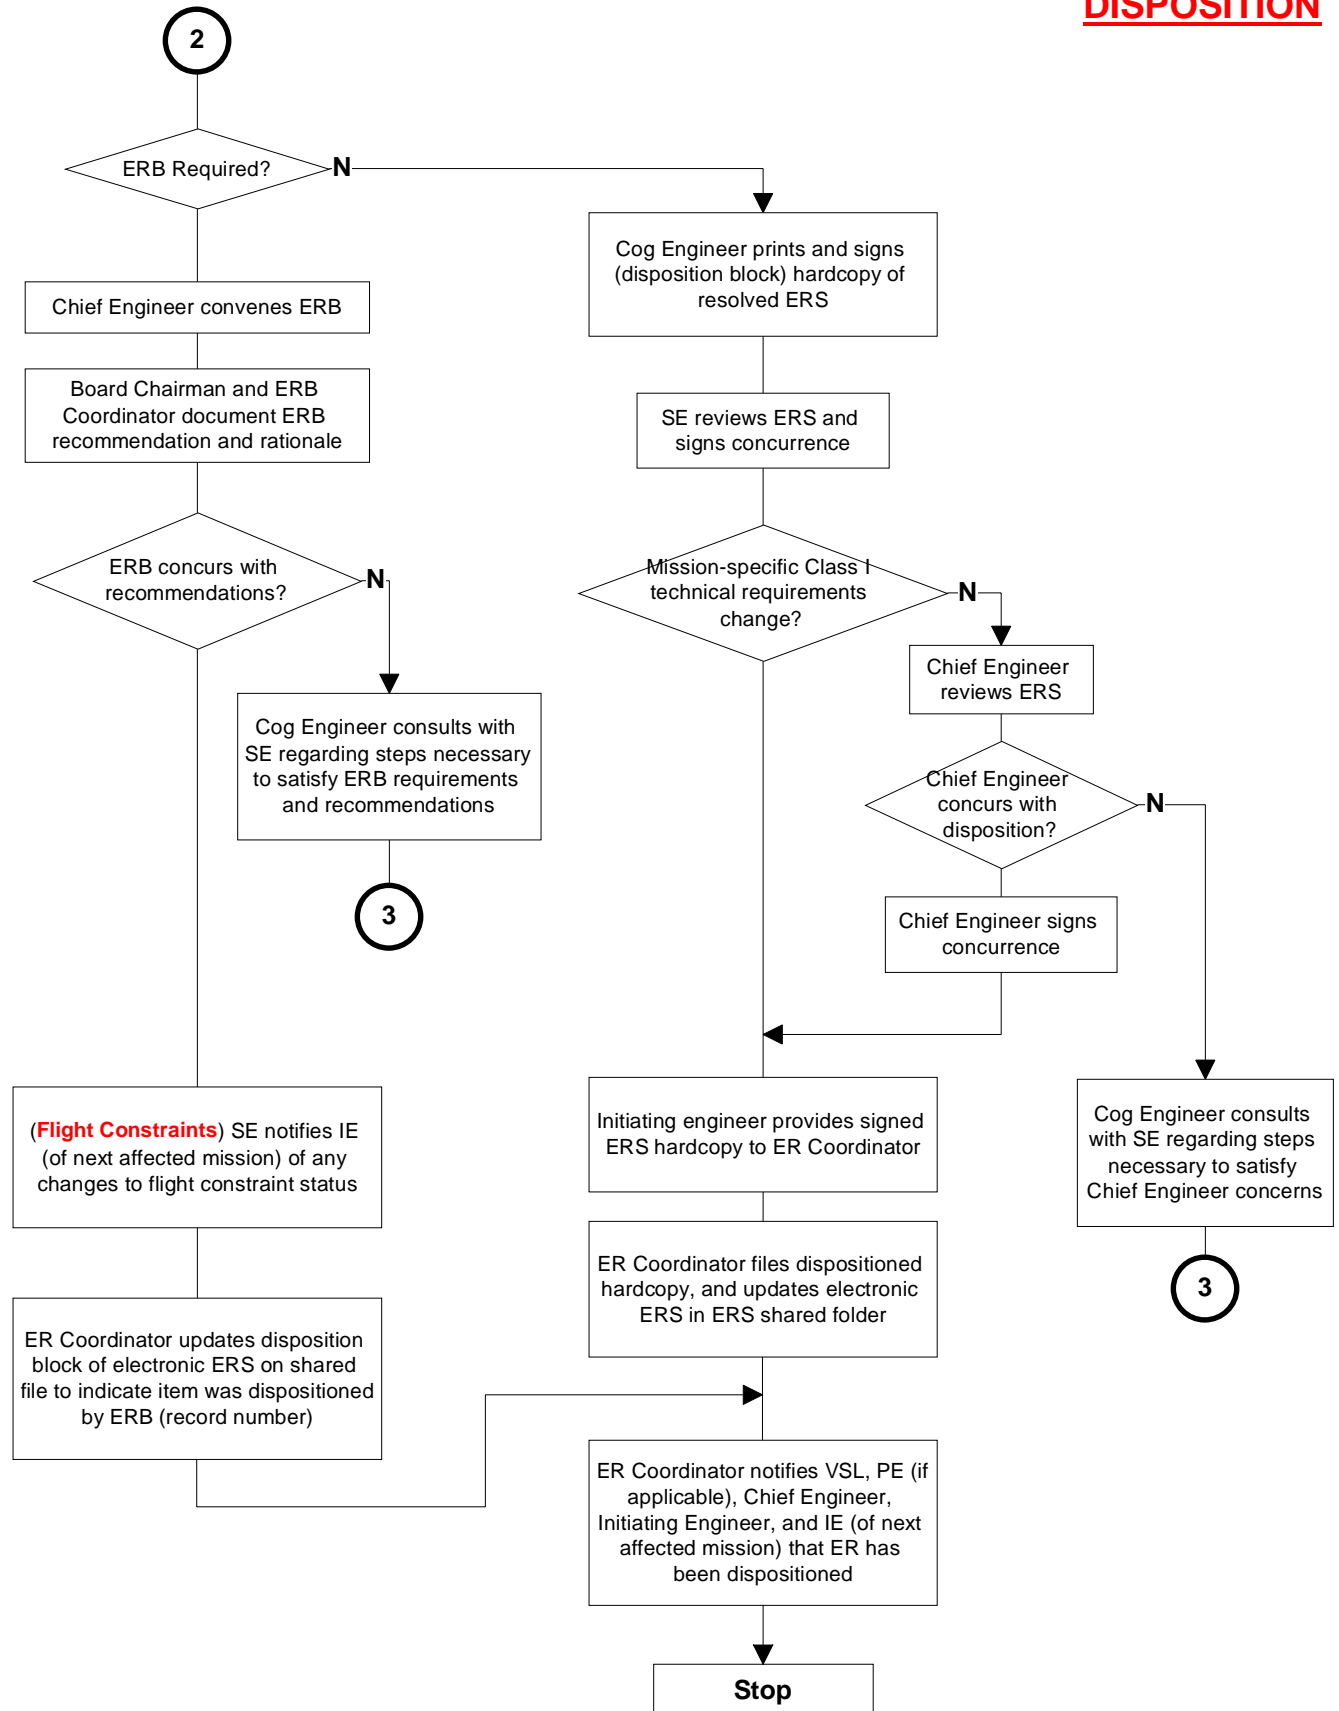 DISPOSITION
2
ERB Required?
N
Chief Engineer convenes ERB
Board Chairman and ERB
Coordinator document ERB
recommendation and rationale
ERB concurs with
recommendations?
N
Cog Engineer consults with
SE regarding steps necessary
to satisfy ERB requirements
and recommendations
3
(Flight Constraints) SE notifies IE
(of next affected mission) of any
changes to flight constraint status
ER Coordinator updates disposition
block of electronic ERS on shared
file to indicate item was dispositioned
by ERB (record number)
Cog Engineer prints and signs
(disposition block) hardcopy of
resolved ERS
SE reviews ERS and
signs concurrence
Mission-specific Class I
technical requirements
change?
N
Chief Engineer
reviews ERS
Chief Engineer
concurs with
disposition?
N
Chief Engineer signs
concurrence
Cog Engineer consults
with SE regarding steps
necessary to satisfy
Chief Engineer concerns
3
Initiating engineer provides signed
ERS hardcopy to ER Coordinator
ER Coordinator files dispositioned
hardcopy, and updates electronic
ERS in ERS shared folder
ER Coordinator notifies VSL, PE (if
applicable), Chief Engineer,
Initiating Engineer, and IE (of next
affected mission) that ER has
been dispositioned
Stop